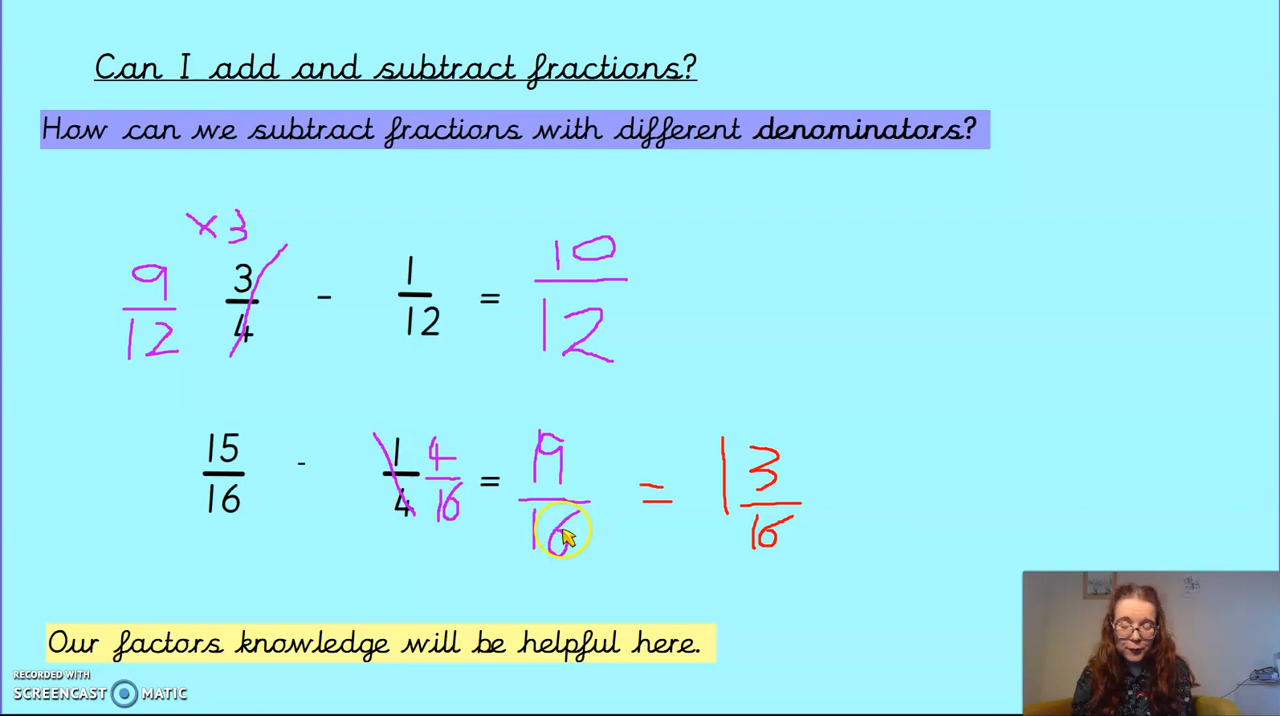 Can I add and subtract fractions?
How can we subtract fractions with different denominators?
×3
9/12 3/4 - 1/12 = 10/12
15/16 - 1/4 4/16 = 19/16 = 1 3/16
Our factors knowledge will be helpful here.
RECORDED WITH
SCREENCAST MATIC